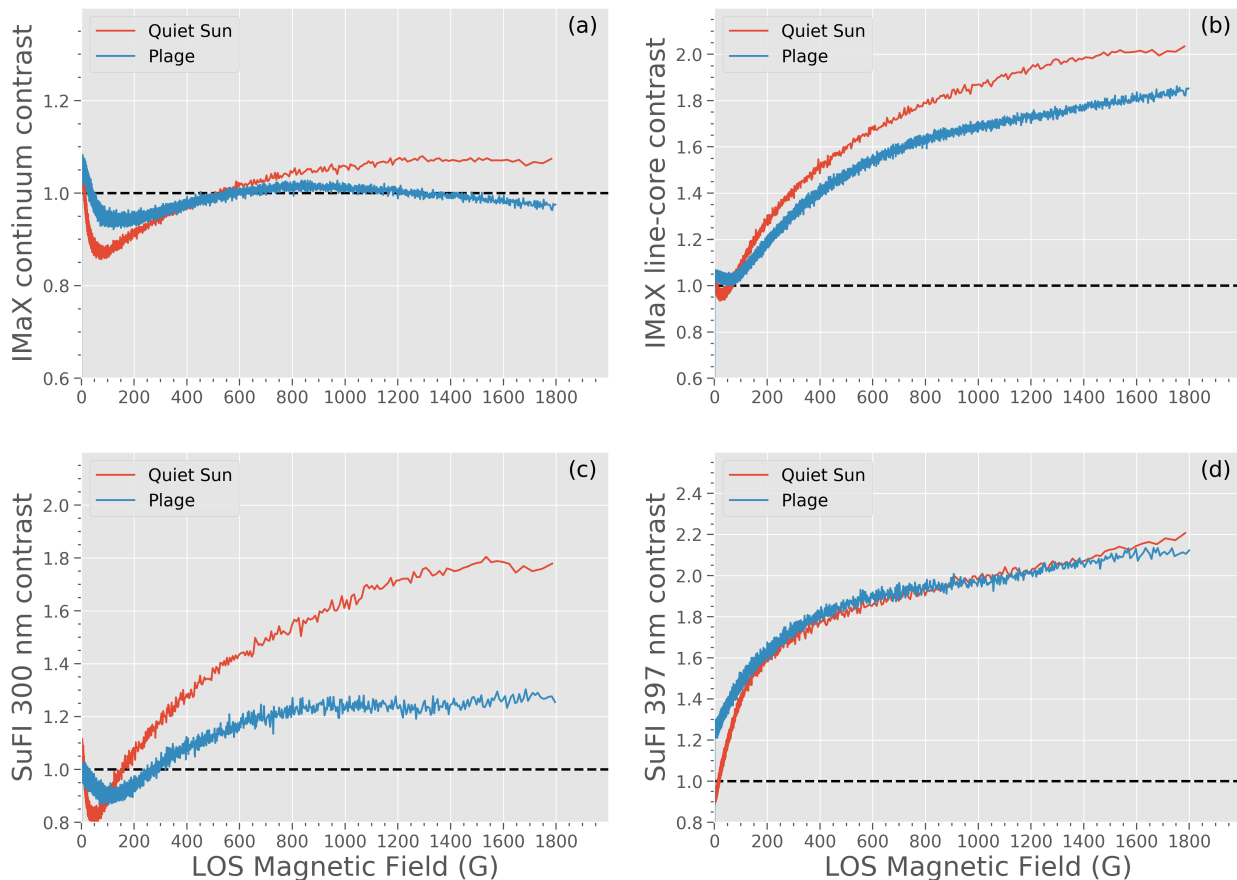 (a)
Quiet Sun
Plage
IMaX continuum contrast
1.2
1.0
0.8
0.6
0 200 400 600 800 1000 1200 1400 1600 1800
(b)
Quiet Sun
Plage
IMaX line-core contrast
2.0
1.8
1.6
1.4
1.2
1.0
0.8
0.6
0 200 400 600 800 1000 1200 1400 1600 1800
(c)
Quiet Sun
Plage
SuFI 300 nm contrast
2.0
1.8
1.6
1.4
1.2
1.0
0.8
0 200 400 600 800 1000 1200 1400 1600 1800
LOS Magnetic Field (G)
(d)
Quiet Sun
Plage
SuFI 397 nm contrast
2.4
2.2
2.0
1.8
1.6
1.4
1.2
1.0
0.8
0 200 400 600 800 1000 1200 1400 1600 1800
LOS Magnetic Field (G)